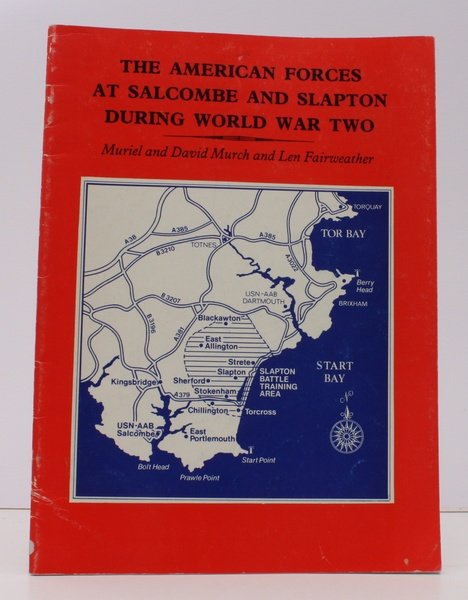 THE AMERICAN FORCES
AT SALCOMBE AND SLAPTON
DURING WORLD WAR TWO
Muriel and David Murch and Len Fairweather
TORQUAY
A38
A385
B3210
A385
TOR BAY
TOTNES
A3022
Berry
Head
USN-AAB
DARTMOUTH
BRIXHAM
B3207
B3196
A381
Blackawton
East
Allington
START
BAY
Strete
Slapton
SLAPTON
BATTLE
TRAINING
AREA
Kingsbridge
Sherford
Stokenham
A379
Chillington
Torcross
N
USN-AAB
Salcombe
East
Portlemouth
Start Point
Bolt Head
Prawle Point